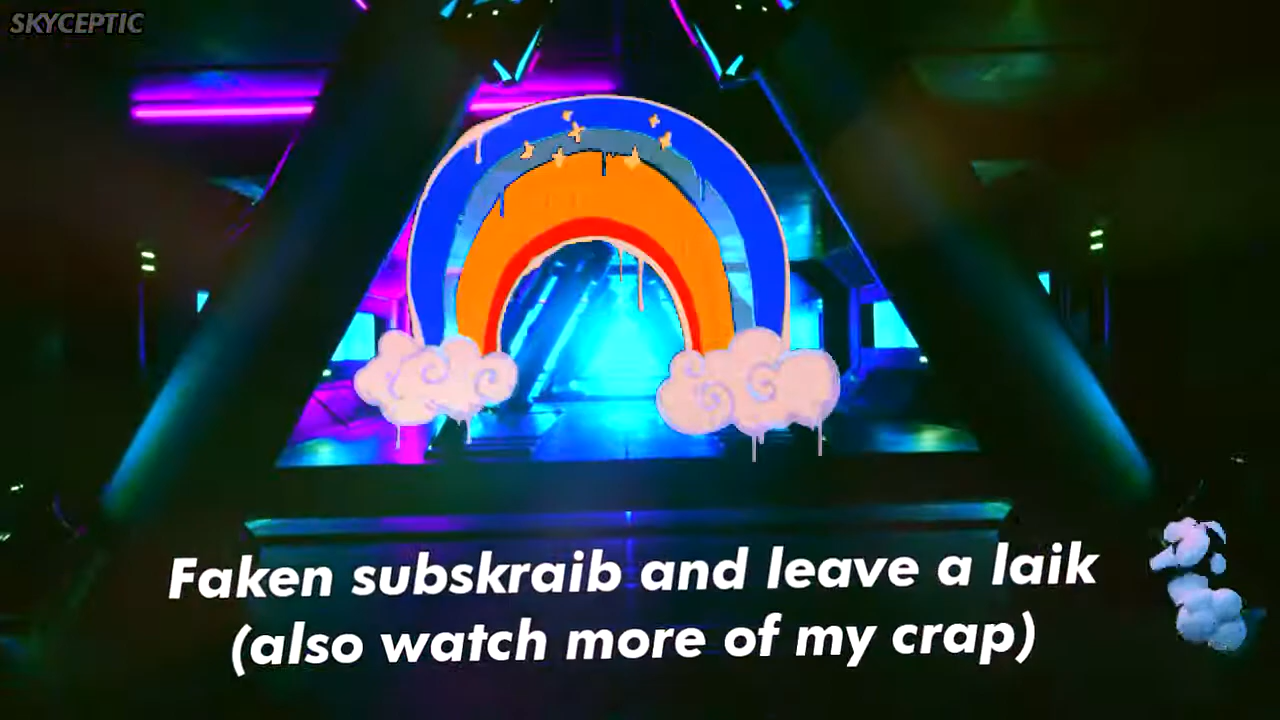 SKYCEPTIC
Faken subskraib and leave a laik
(also watch more of my crap)